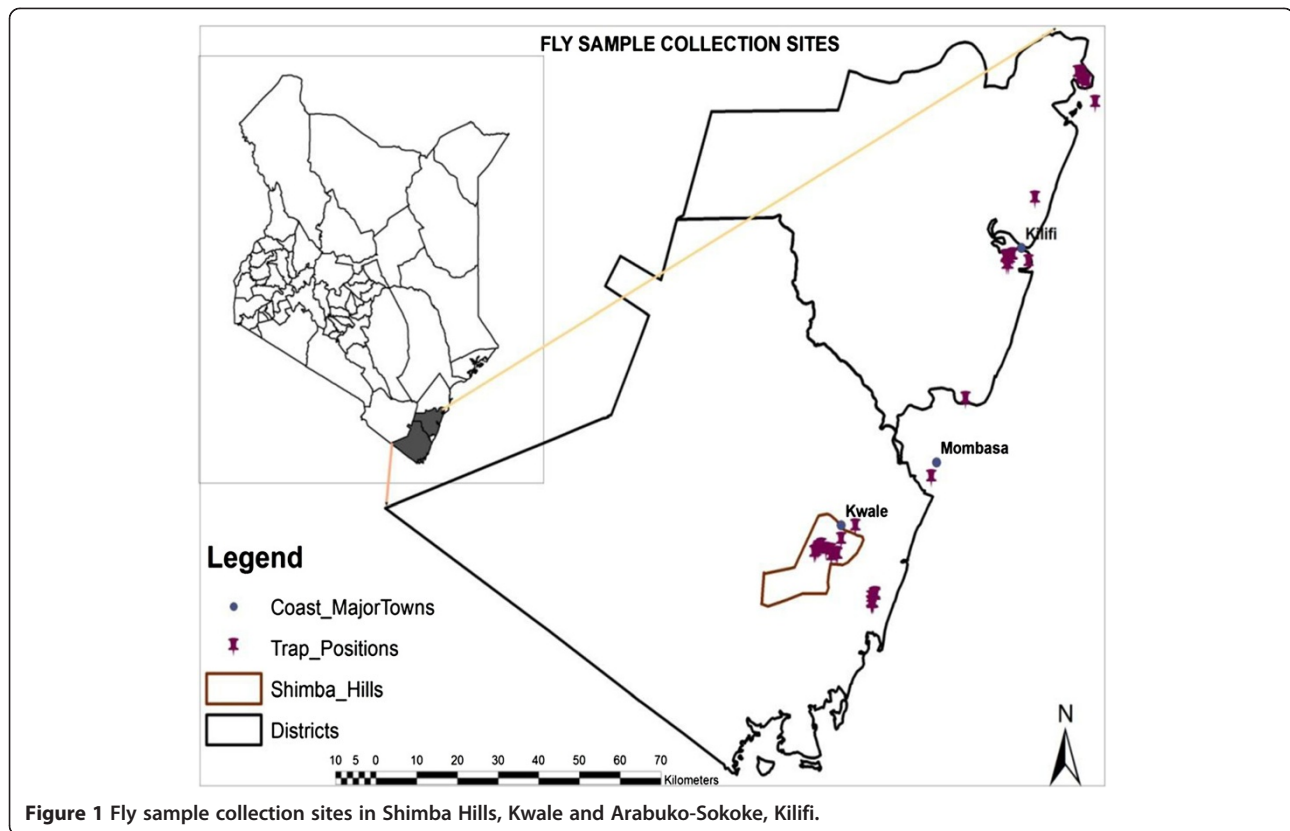 FLY SAMPLE COLLECTION SITES
Kilifi
Mombasa
Kwale
Legend
Coast_MajorTowns
Trap_Positions
Shimba_Hills
Districts
N
10 5 0 10 20 30 40 50 60 70
Kilometers
Figure 1 Fly sample collection sites in Shimba Hills, Kwale and Arabuko-Sokoke, Kilifi.